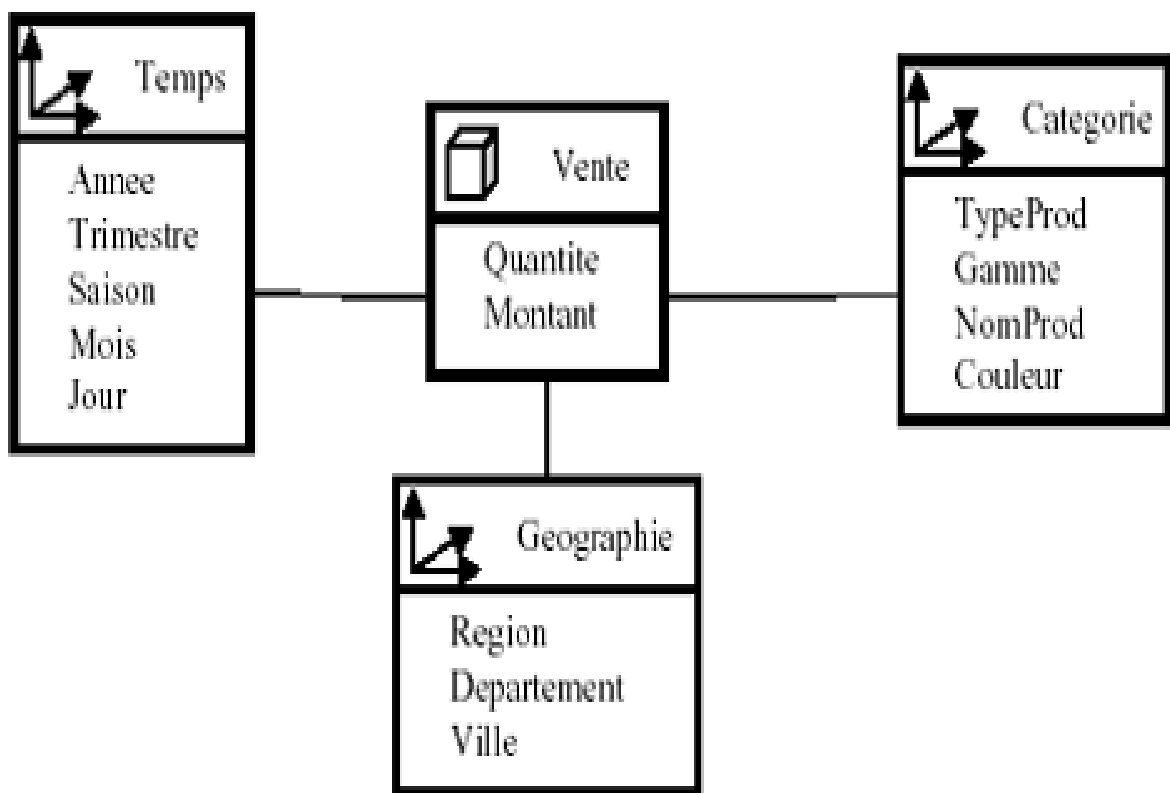 Temps
Annee
Trimestre
Saison
Mois
Jour
Vente
Quantite
Montant
Categorie
TypeProd
Gamme
NomProd
Couleur
Geographie
Region
Departement
Ville